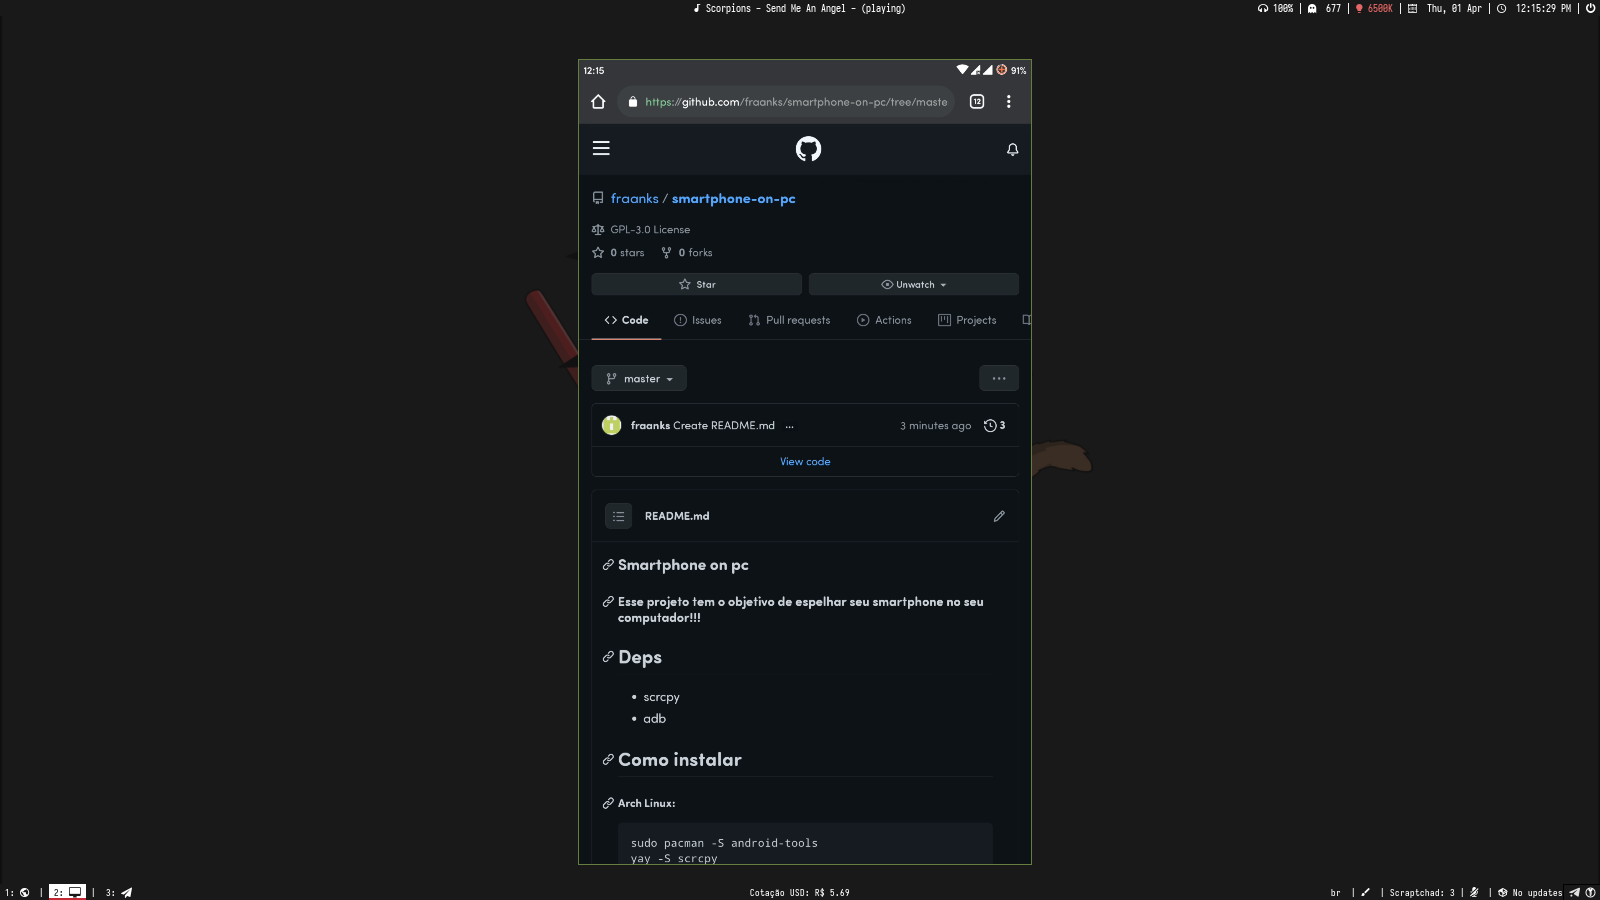 Scorpions - Send Me An Angel - (playing)
100% | 677 | 6500K | Thu, 01 Apr | 12:15:29 PM |
12:15
91%
https://github.com/fraanks/smartphone-on-pc/tree/maste
12
fraanks / smartphone-on-pc
GPL-3.0 License
0 stars 0 forks
Star
Unwatch
Code Issues Pull requests Actions Projects
master
...
fraanks Create README.md ... 3 minutes ago 3
View code
README.md
Smartphone on pc
Esse projeto tem o objetivo de espelhar seu smartphone no seu
computador!!!
Deps
• scrcpy
• adb
Como instalar
Arch Linux:
sudo pacman -S android-tools
yay -S scrcpy
1: | 2: | 3:
Cotação USD: R$ 5.69
br | | Scraptchad: 3 | | No updates